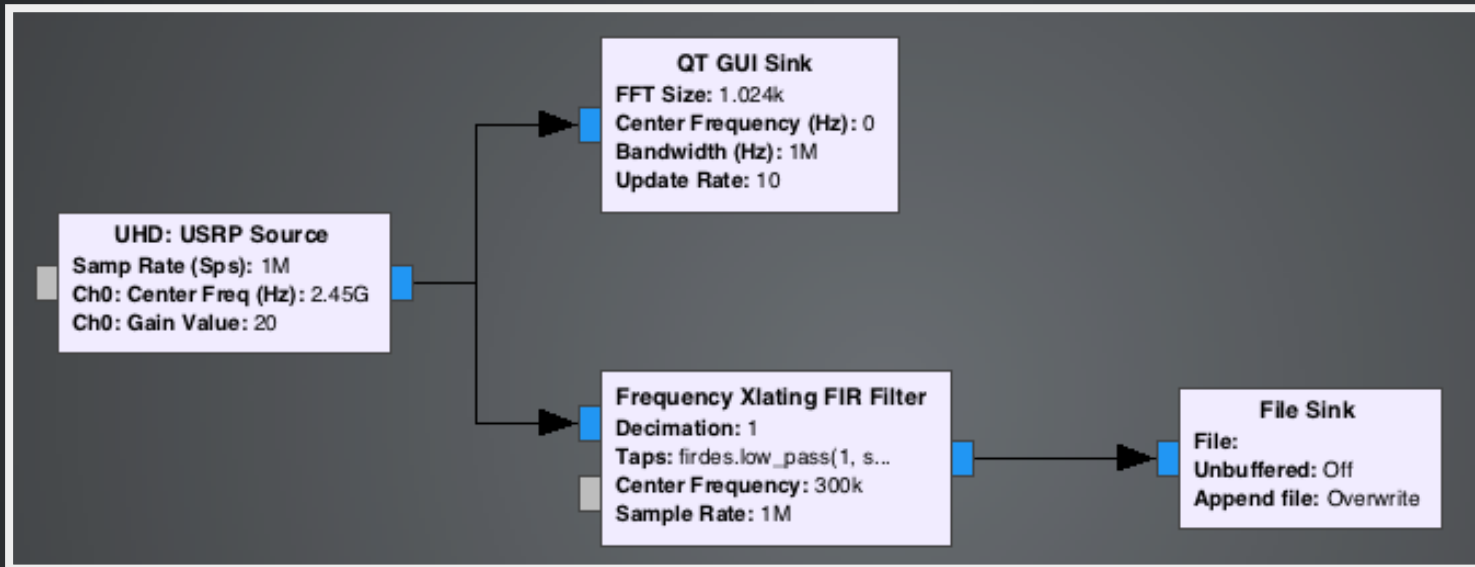 QT GUI Sink
FFT Size: 1.024k
Center Frequency (Hz): 0
Bandwidth (Hz): 1M
Update Rate: 10
UHD: USRP Source
Samp Rate (Sps): 1M
Ch0: Center Freq (Hz): 2.45G
Ch0: Gain Value: 20
Frequency Xlating FIR Filter
Decimation: 1
Taps: firdes.low_pass(1, s...
Center Frequency: 300k
Sample Rate: 1M
File Sink
File:
Unbuffered: Off
Append file: Overwrite